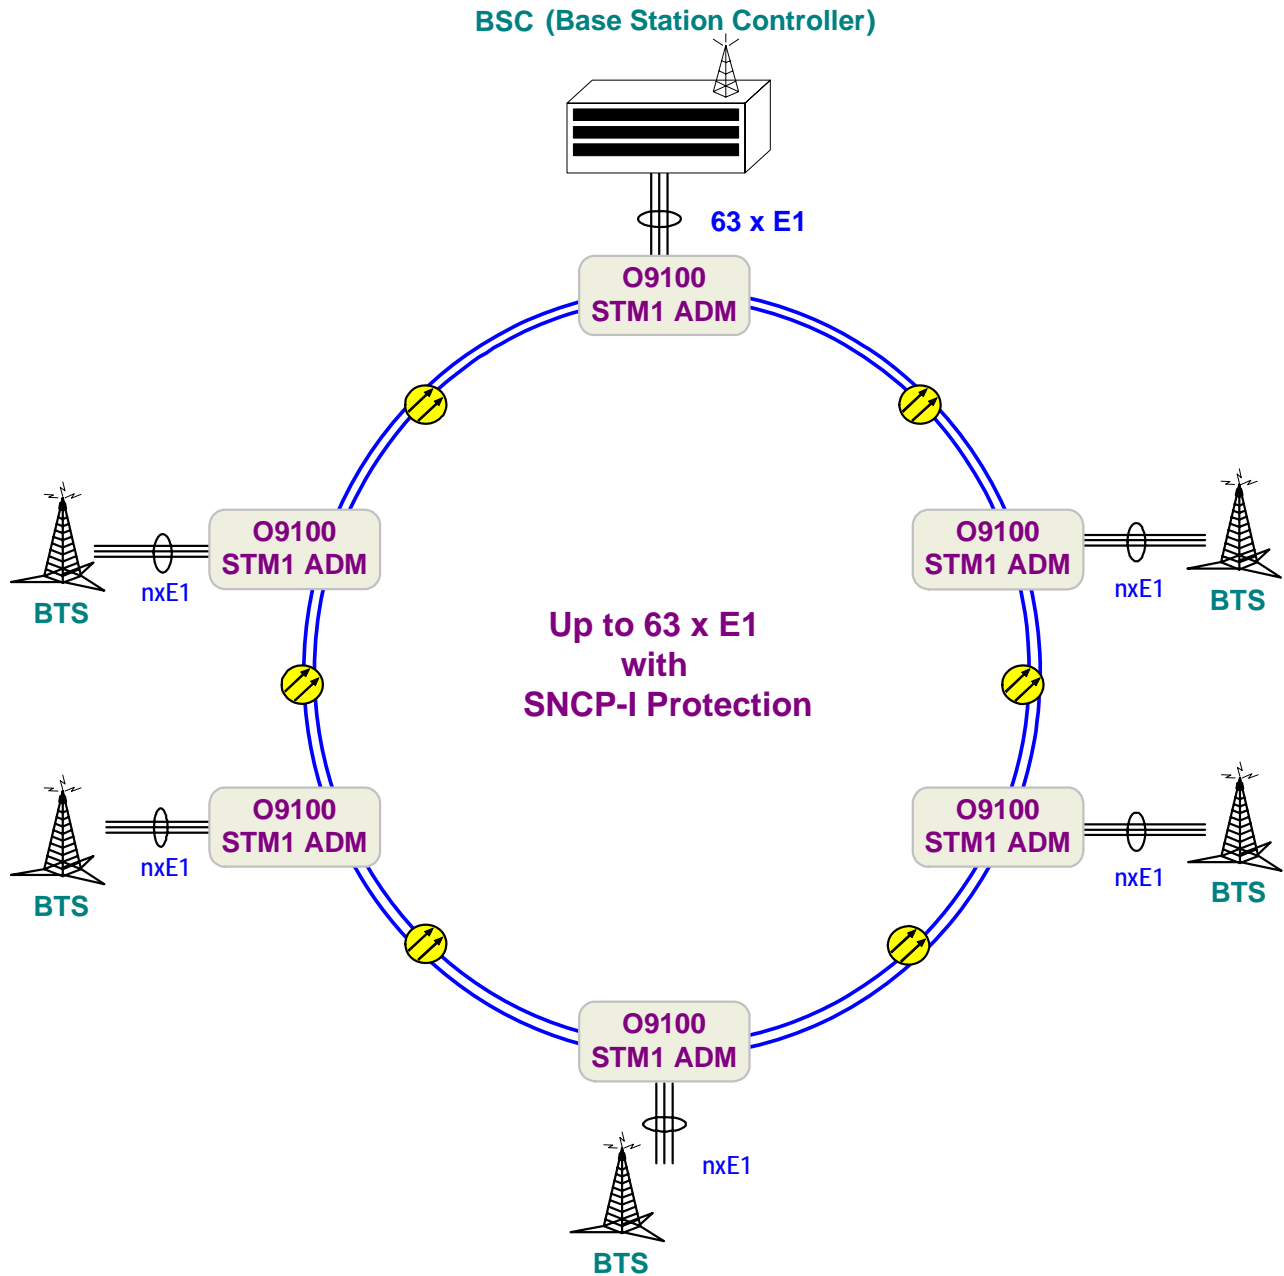 BSC (Base Station Controller)
63 x E1
O9100
STM1 ADM
O9100
STM1 ADM
nxE1
BTS
O9100
STM1 ADM
nxE1
BTS
Up to 63 x E1
with
SNCP-I Protection
O9100
STM1 ADM
nxE1
BTS
O9100
STM1 ADM
nxE1
BTS
O9100
STM1 ADM
nxE1
BTS